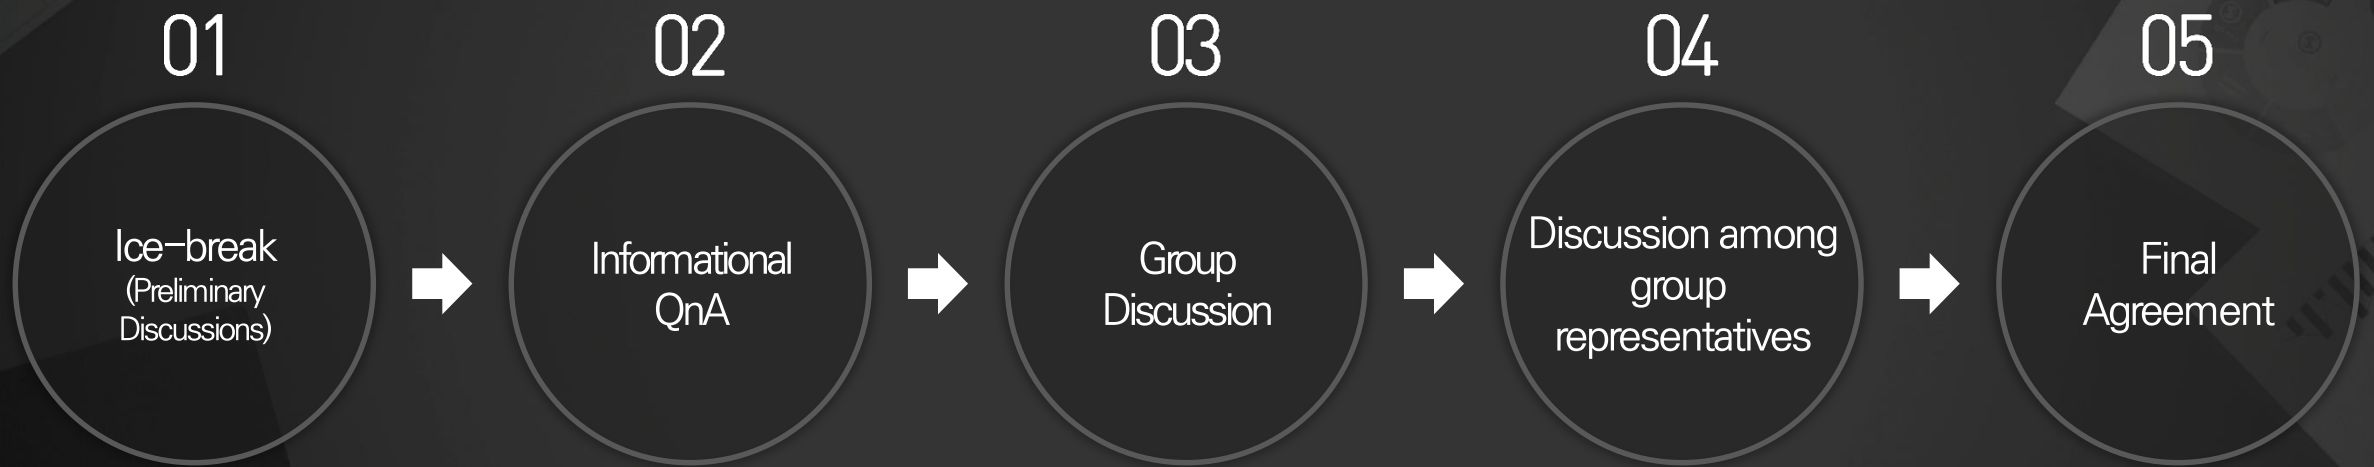 01
Ice-break
(Preliminary
Discussions)
02
Informational
QnA
03
Group
Discussion
04
Discussion among
group
representatives
05
Final
Agreement